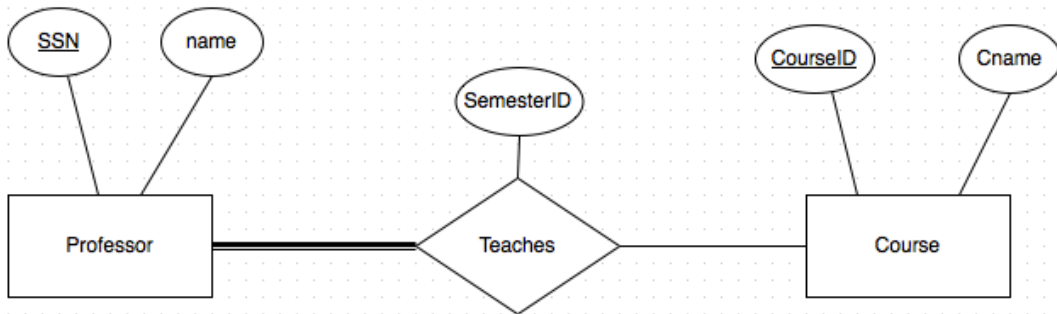 SSN
name
CourseID
Cname
SemesterID
Professor
Teaches
Course